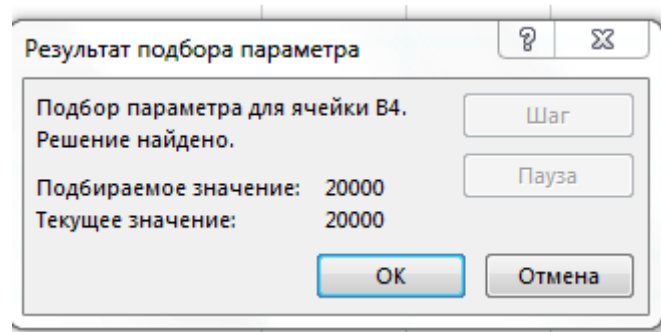 Результат подбора параметра
Подбор параметра для ячейки B4.
Решение найдено.
Подбираемое значение: 20000
Текущее значение: 20000
Шаг
Пауза
ОК
Отмена